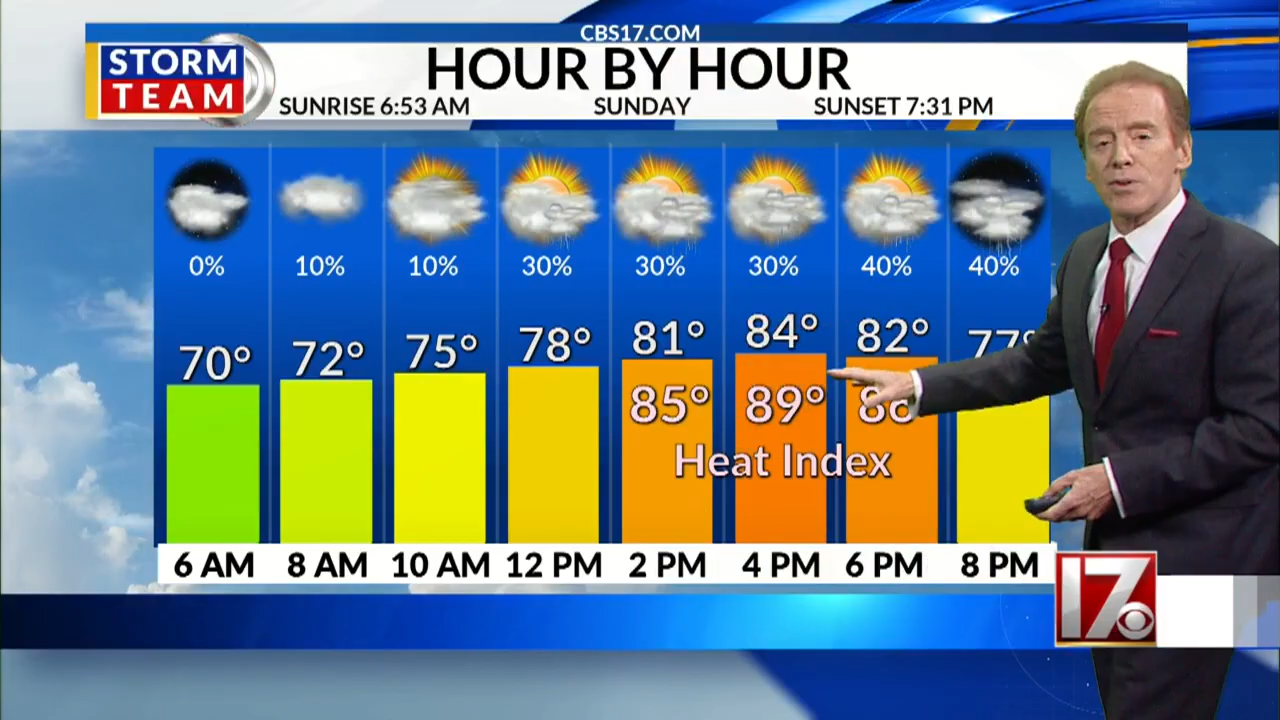 CBS17.COM
STORM
TEAM
HOUR BY HOUR
SUNRISE 6:53 AM SUNDAY SUNSET 7:31 PM
0% 10% 10% 30% 30% 30% 40% 40%
70° 72° 75° 78° 81° 84° 82° 77°
85° 89°
Heat Index
6 AM 8 AM 10 AM 12 PM 2 PM 4 PM 6 PM 8 PM
17